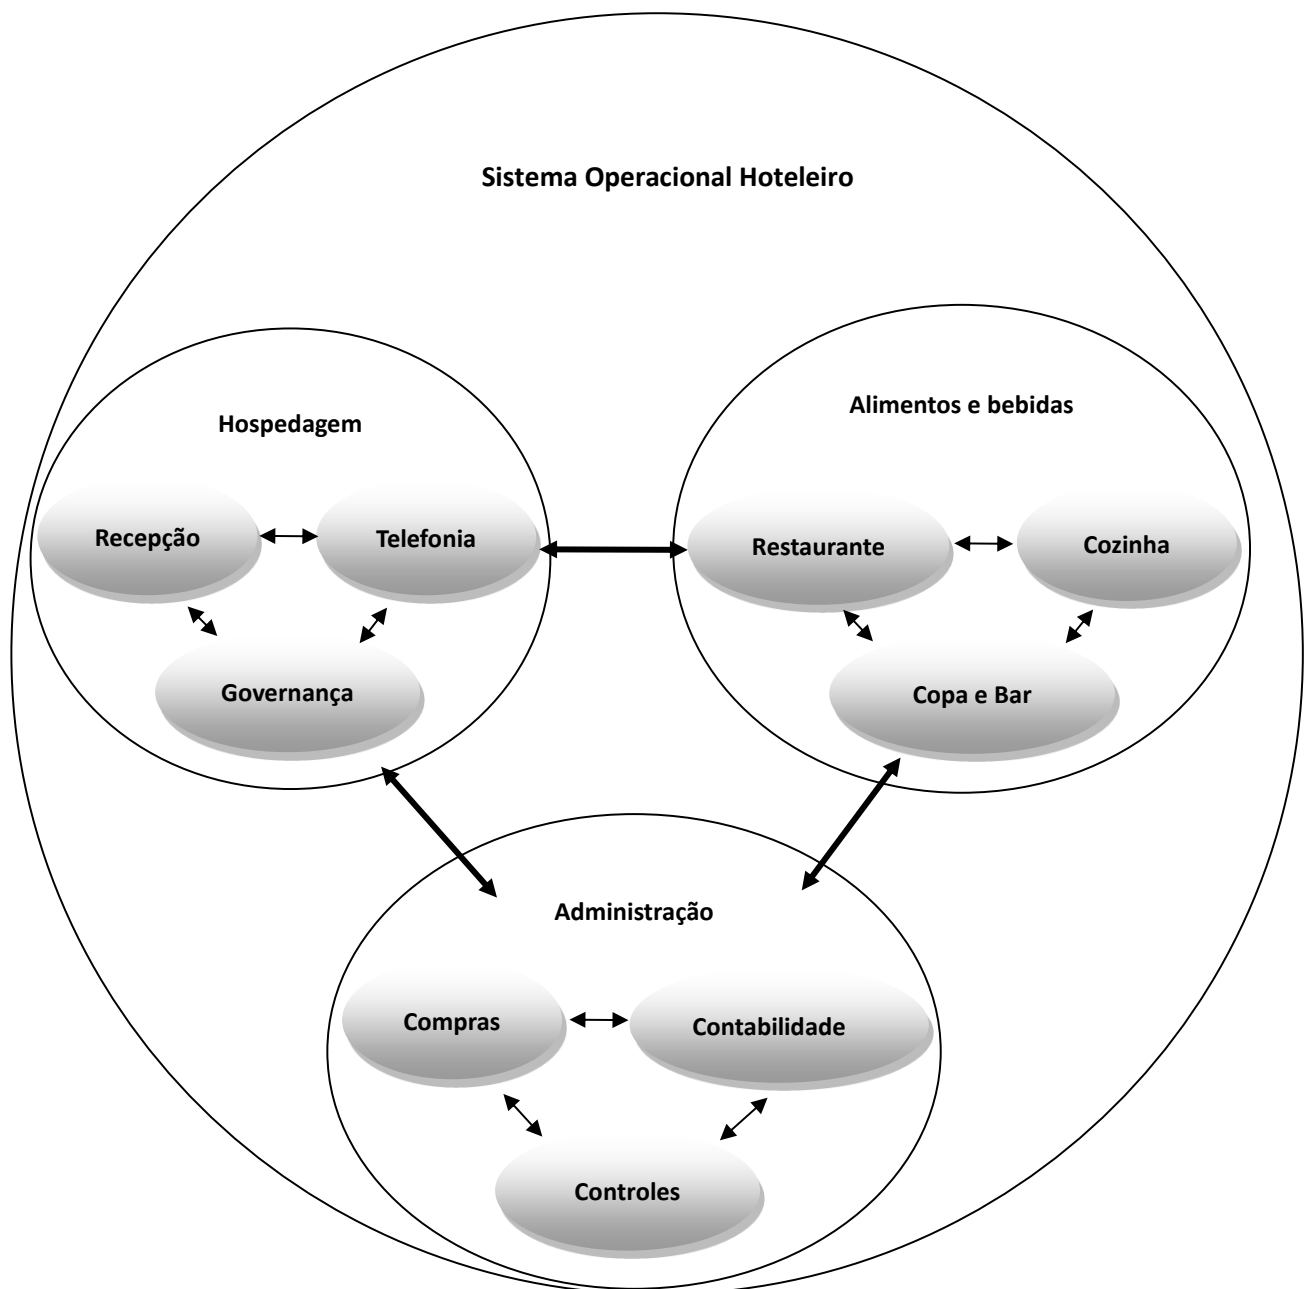 Sistema Operacional Hoteleiro
Hospedagem
Recepção
Telefonia
Governança
Alimentos e bebidas
Restaurante
Cozinha
Copa e Bar
Administração
Compras
Contabilidade
Controles